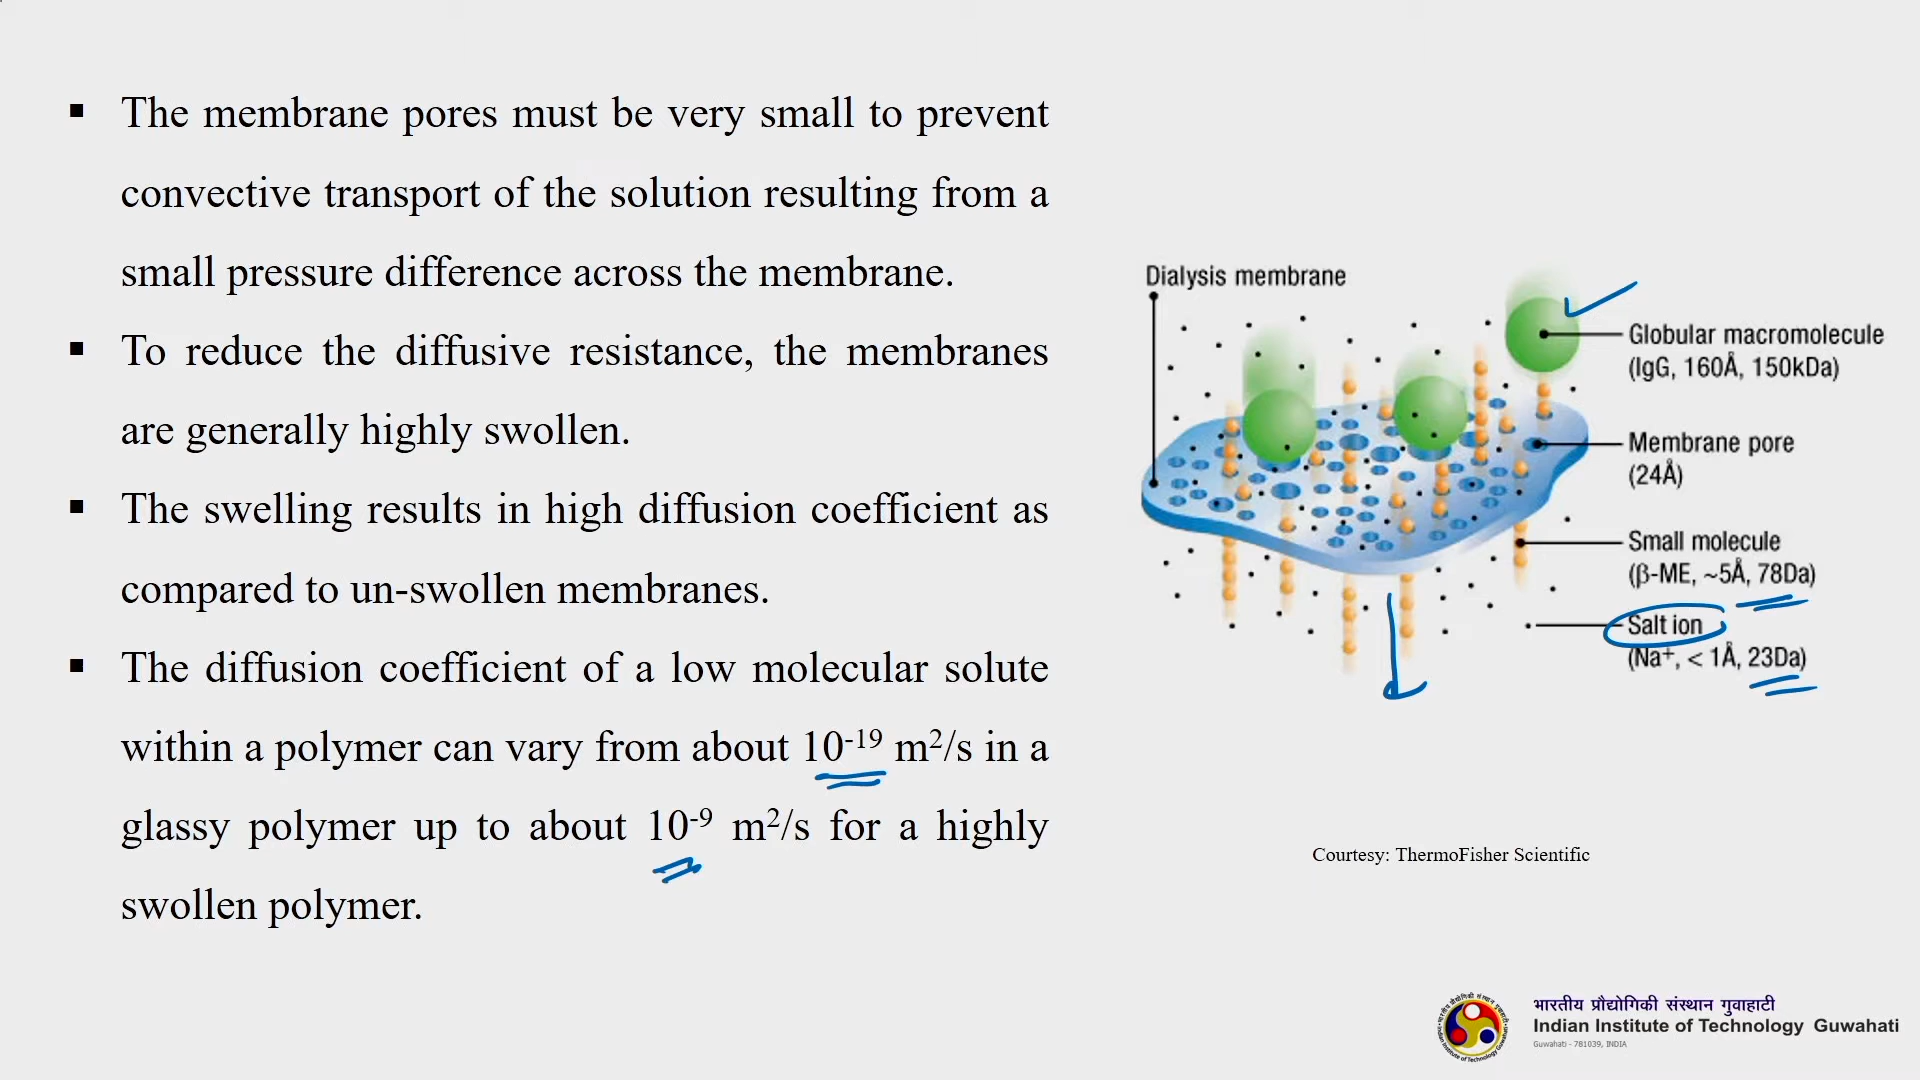 ▪ The membrane pores must be very small to prevent
convective transport of the solution resulting from a
small pressure difference across the membrane.
▪ To reduce the diffusive resistance, the membranes
are generally highly swollen.
▪ The swelling results in high diffusion coefficient as
compared to un-swollen membranes.
▪ The diffusion coefficient of a low molecular solute
within a polymer can vary from about 10⁻¹⁹ m²/s in a
glassy polymer up to about 10⁻⁹ m²/s for a highly
swollen polymer.
Dialysis membrane
Globular macromolecule
(IgG, 160Å, 150kDa)
Membrane pore
(24Å)
Small molecule
(β-ME, ~5Å, 78Da)
Salt ion
(Na⁺, < 1Å, 23Da)
Courtesy: ThermoFisher Scientific
भारतीय प्रौद्योगिकी संस्थान गुवाहाटी
Indian Institute of Technology Guwahati
Guwahati - 781039, INDIA